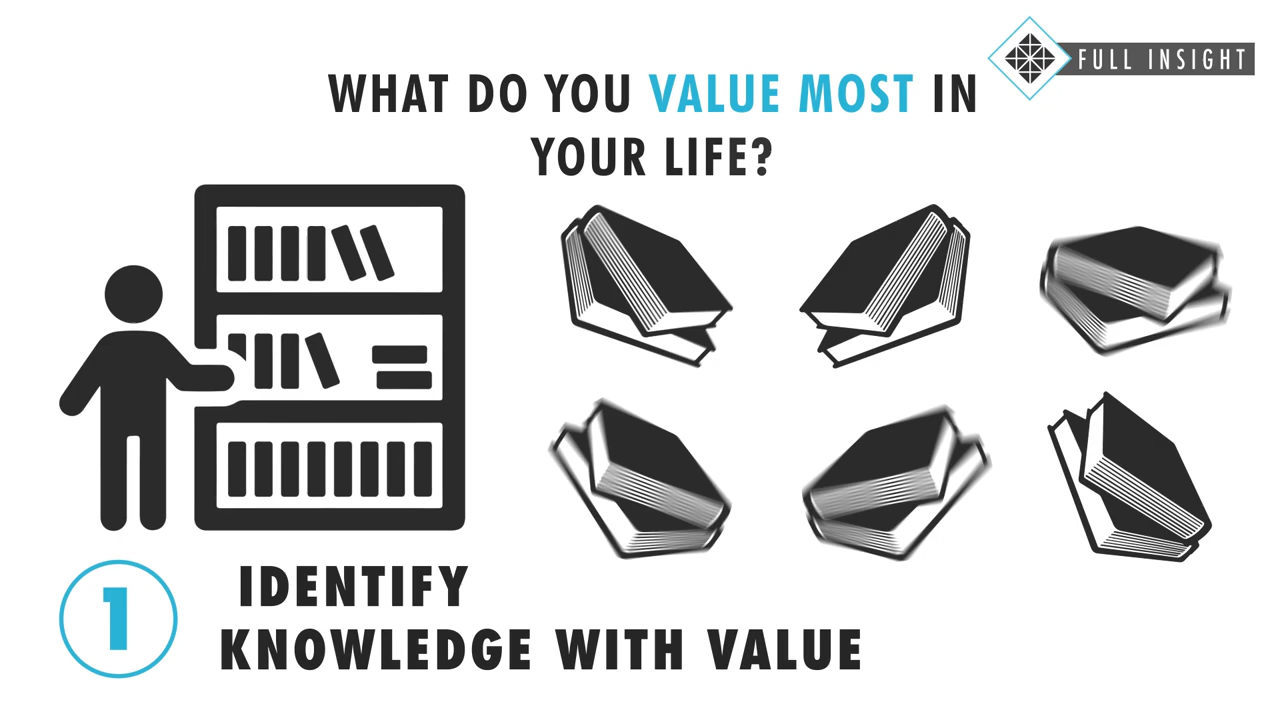 FULL INSIGHT
WHAT DO YOU VALUE MOST IN
YOUR LIFE?
1
IDENTIFY
KNOWLEDGE WITH VALUE